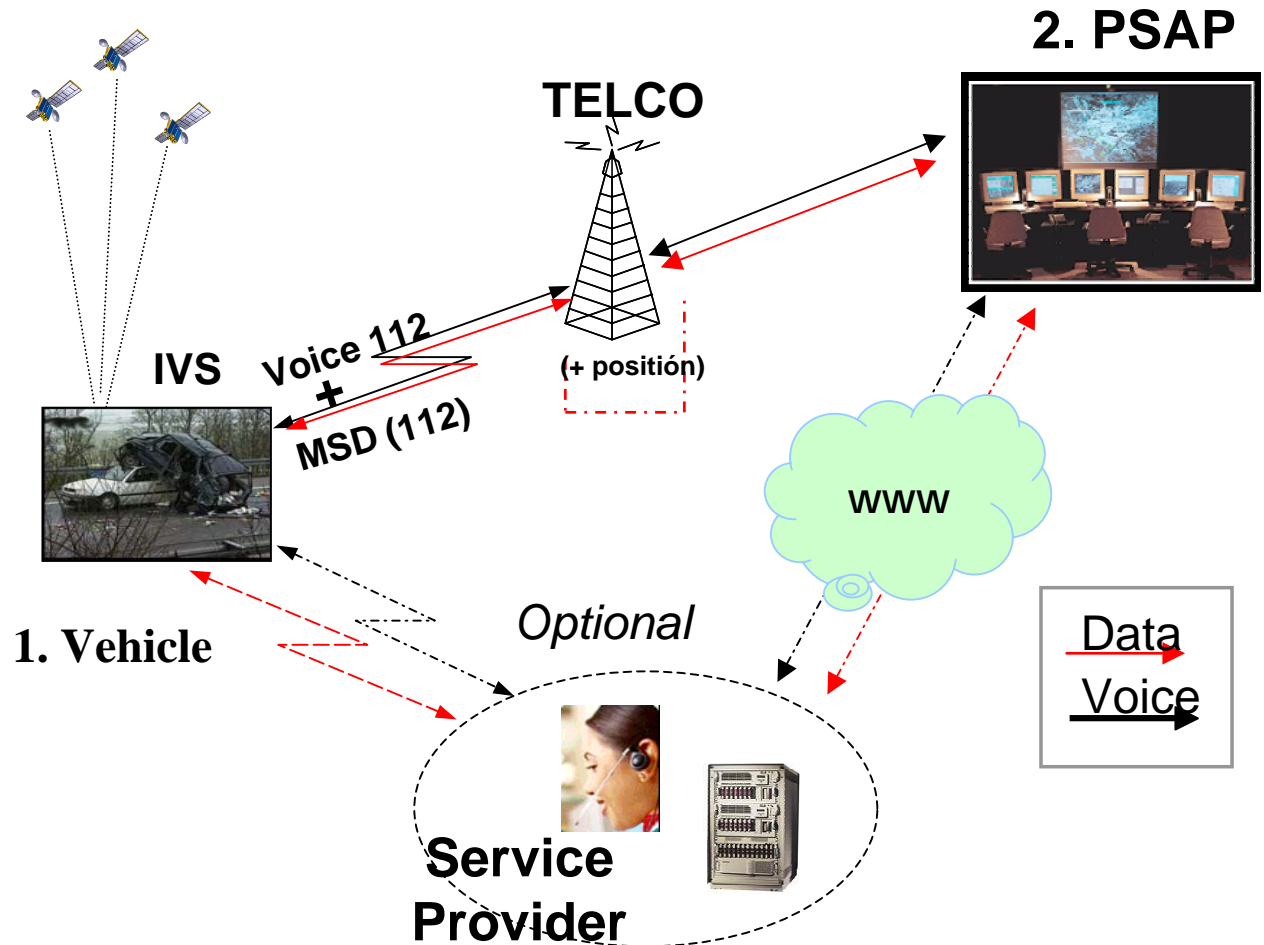 2. PSAP
TELCO
IVS
Voice 112
+
MSD (112)
(+ positión)
www
1. Vehicle
Optional
Data
Voice
Service
Provider